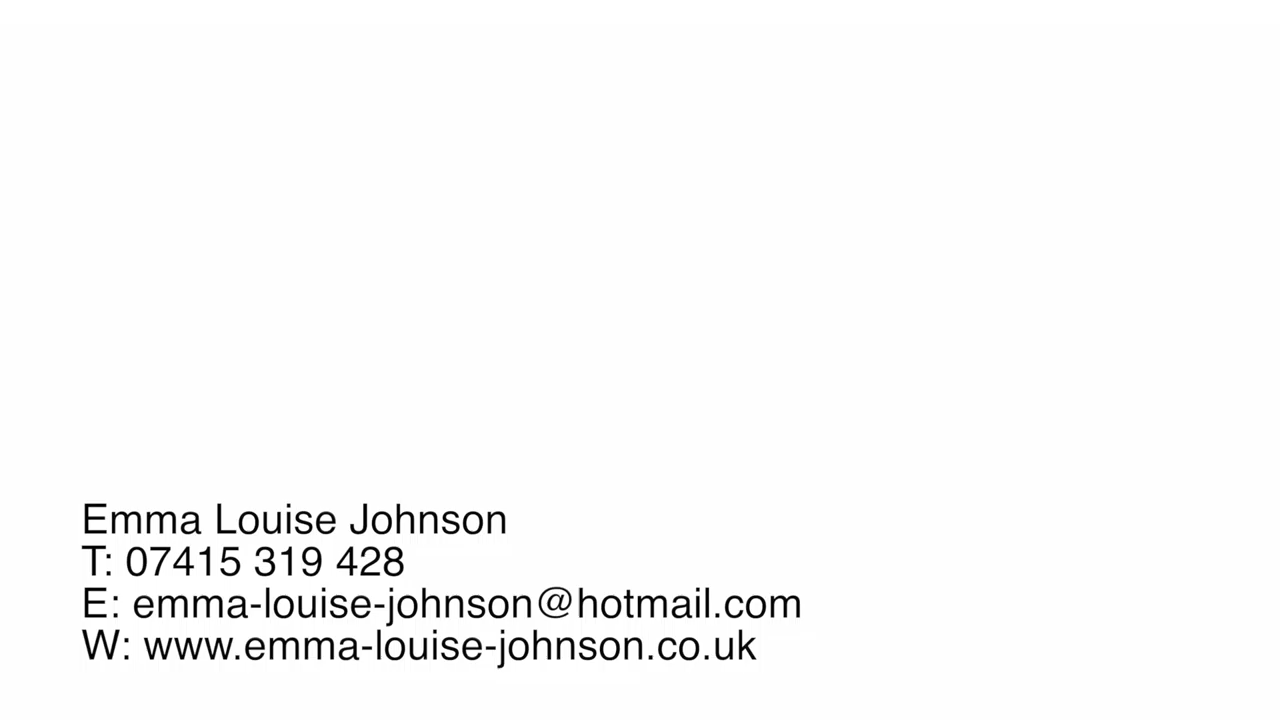 Emma Louise Johnson
T: 07415 319 428
E: emma-louise-johnson@hotmail.com
W: www.emma-louise-johnson.co.uk